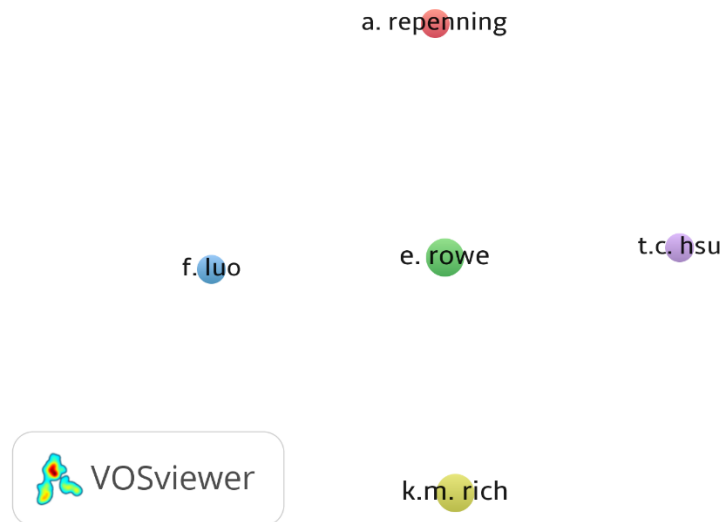 a. repenning
t.c. hsu
e. rowe
f. luo
VOSviewer
k.m. rich